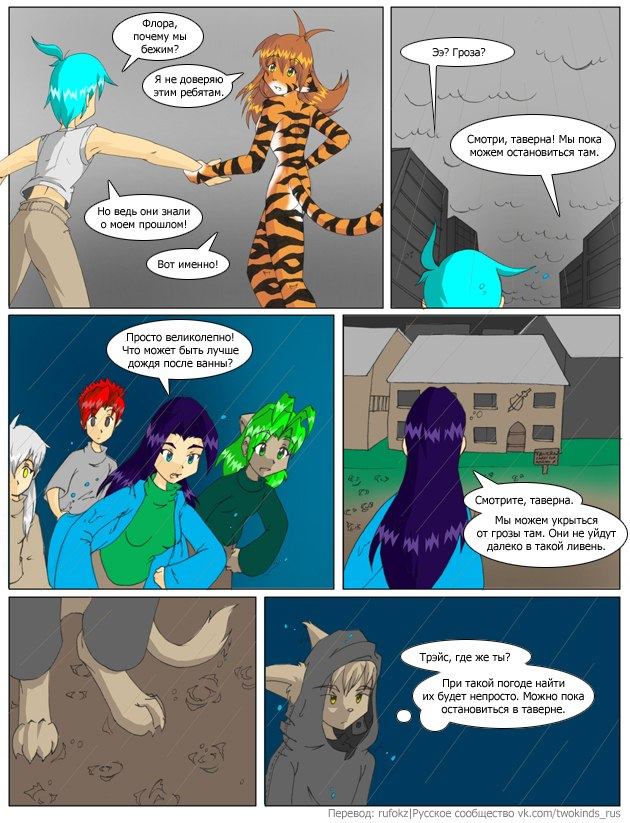 Флора,
почему мы
бежим?
Я не доверяю
этим ребятам.
Но ведь они знали
о моем прошлом!
Вот именно!
Ээ? Гроза?
Смотри, таверна! Мы пока
можем остановиться там.
Просто великолепно!
Что может быть лучше
дождя после ванны?
Смотрите, таверна.
Мы можем укрыться
от грозы там. Они не уйдут
далеко в такой ливень.
TAVERN
Трэйс, где же ты?
При такой погоде найти
их будет непросто. Можно пока
остановиться в таверне.
Перевод: rufokz|Русское сообщество vk.com/twokinds_rus